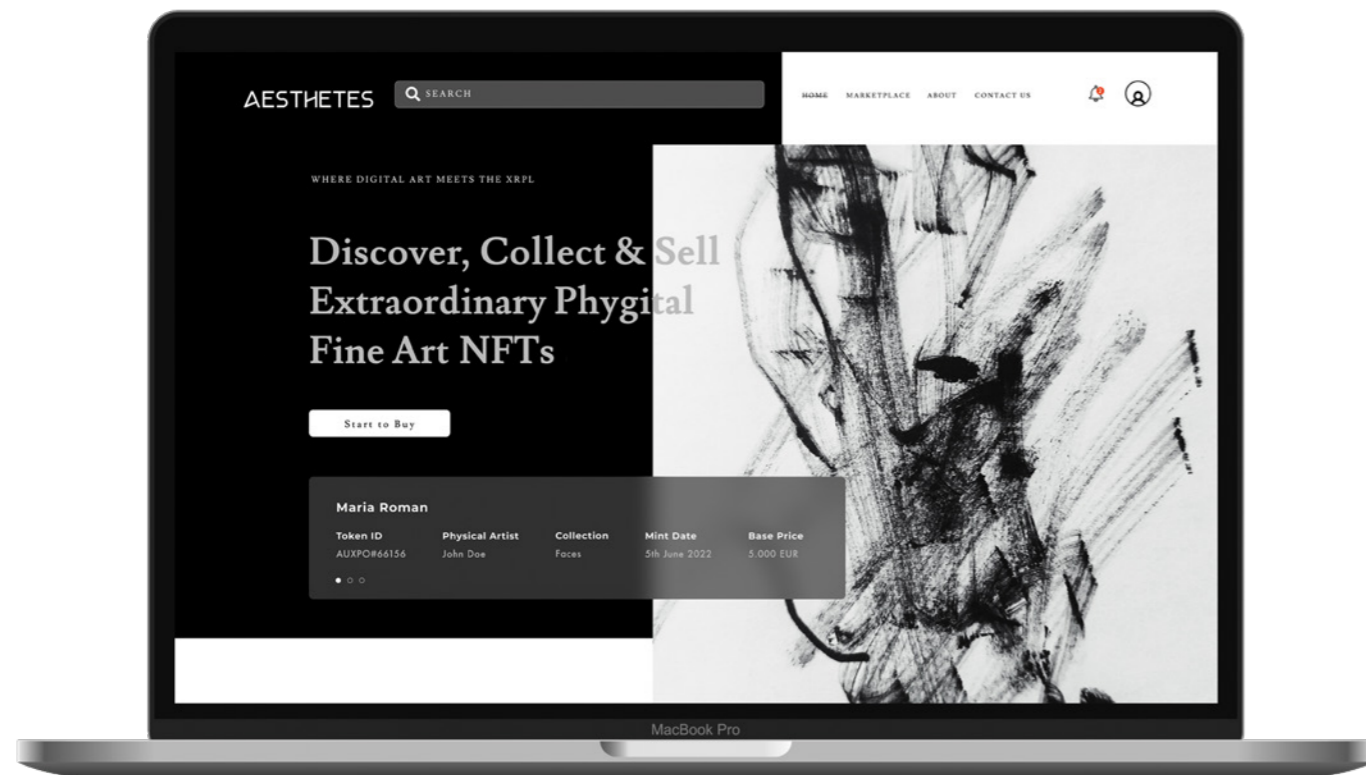 AESTHETES
SEARCH
HOME MARKETPLACE ABOUT CONTACT US
WHERE DIGITAL ART MEETS THE XRPL
Discover, Collect & Sell
Extraordinary Phygital
Fine Art NFTs
Start to Buy
Maria Roman
Token ID Physical Artist Collection Mint Date Base Price
AUXPO#66156 John Doe Faces 5th June 2022 5.000 EUR
MacBook Pro